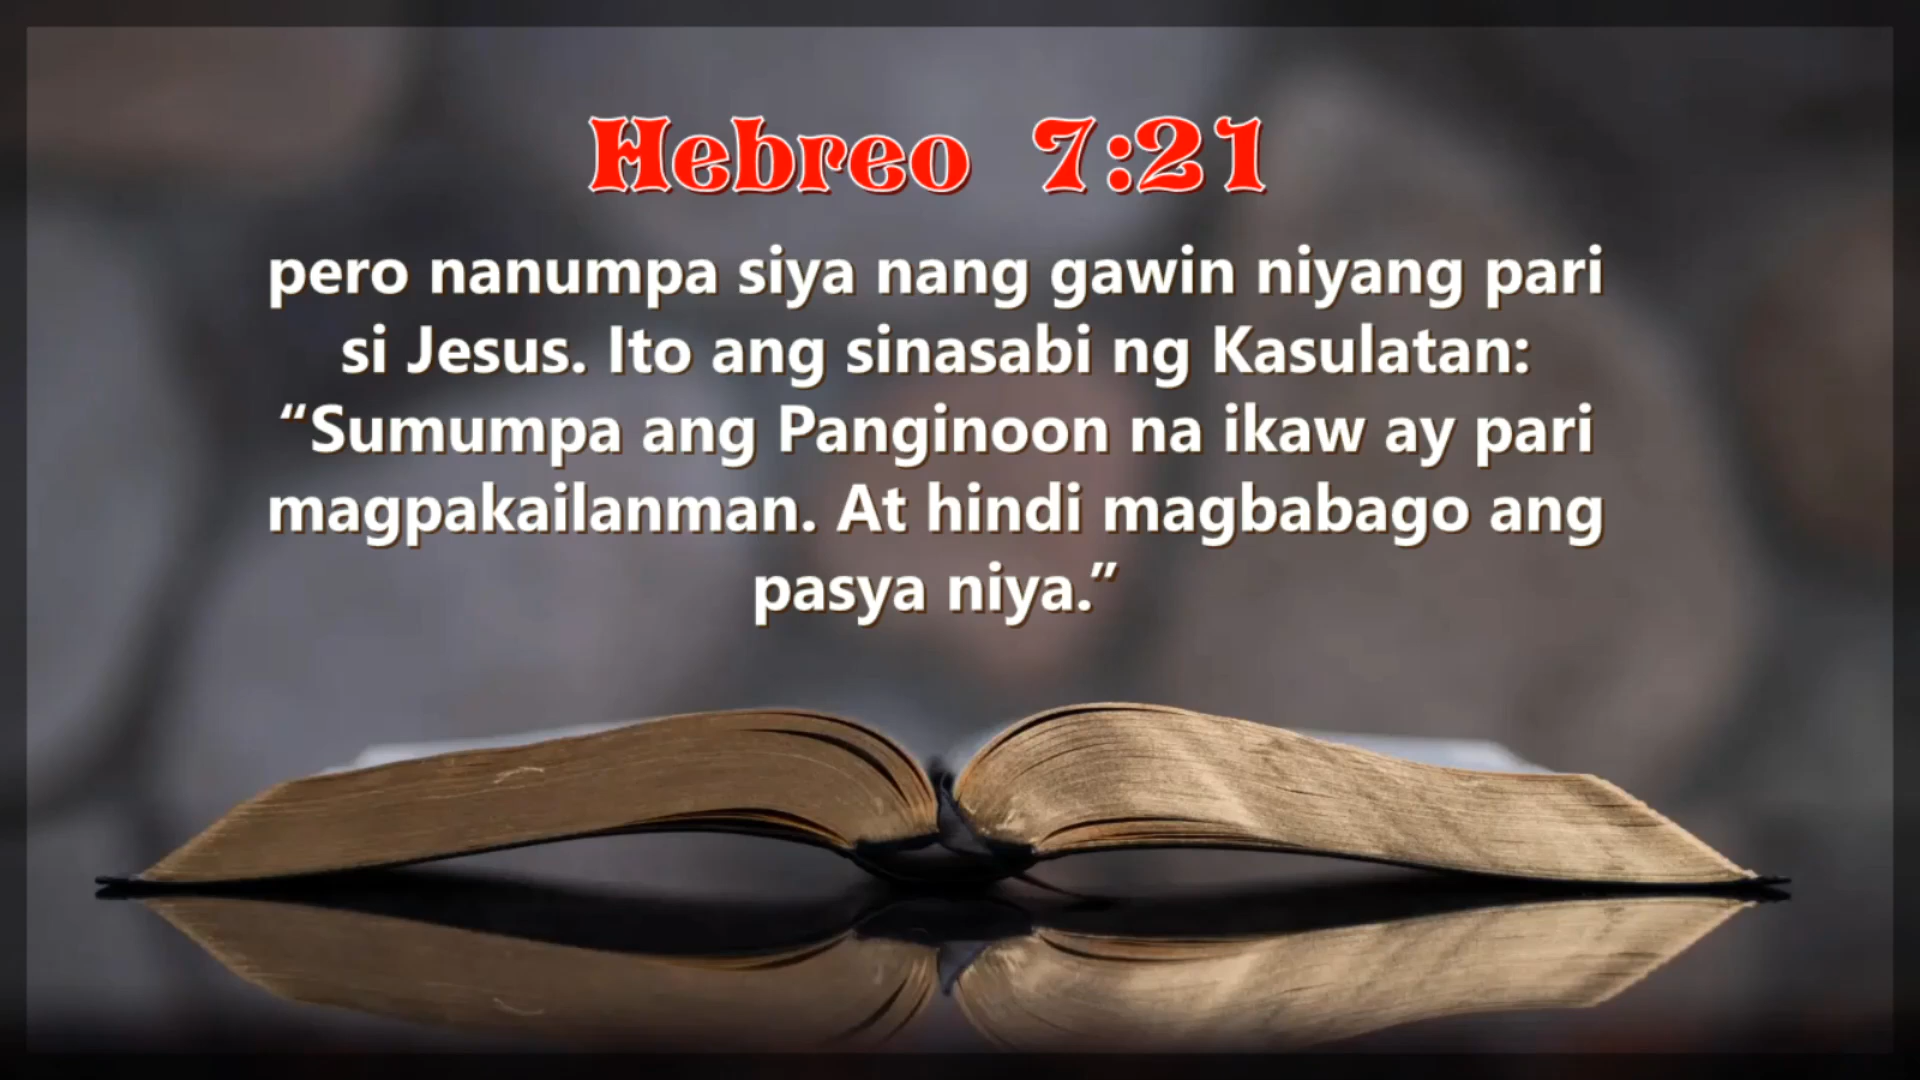 Hebreo 7:21
pero nanumpa siya nang gawin niyang pari
si Jesus. Ito ang sinasabi ng Kasulatan:
“Sumumpa ang Panginoon na ikaw ay pari
magpakailanman. At hindi magbabago ang
pasya niya.”